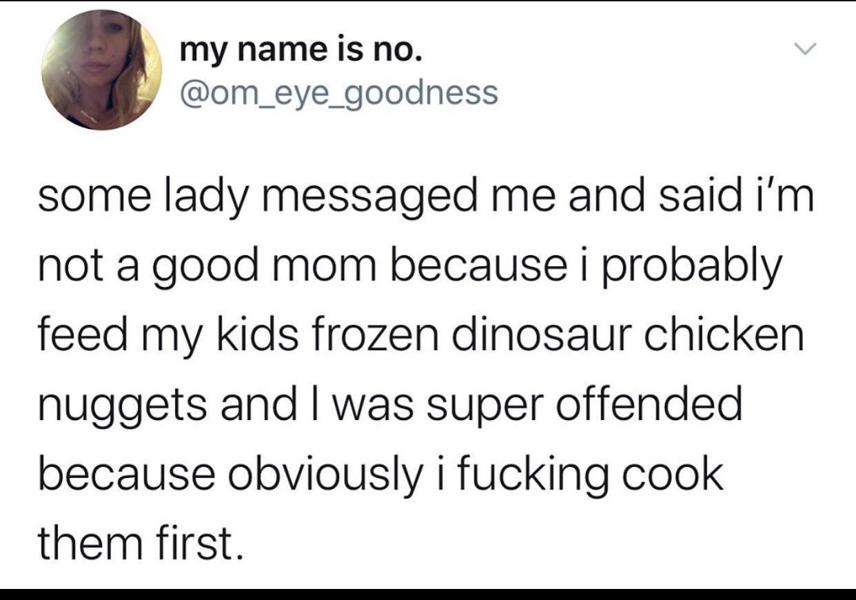 my name is no.
@om_eye_goodness
some lady messaged me and said i'm
not a good mom because i probably
feed my kids frozen dinosaur chicken
nuggets and I was super offended
because obviously i fucking cook
them first.